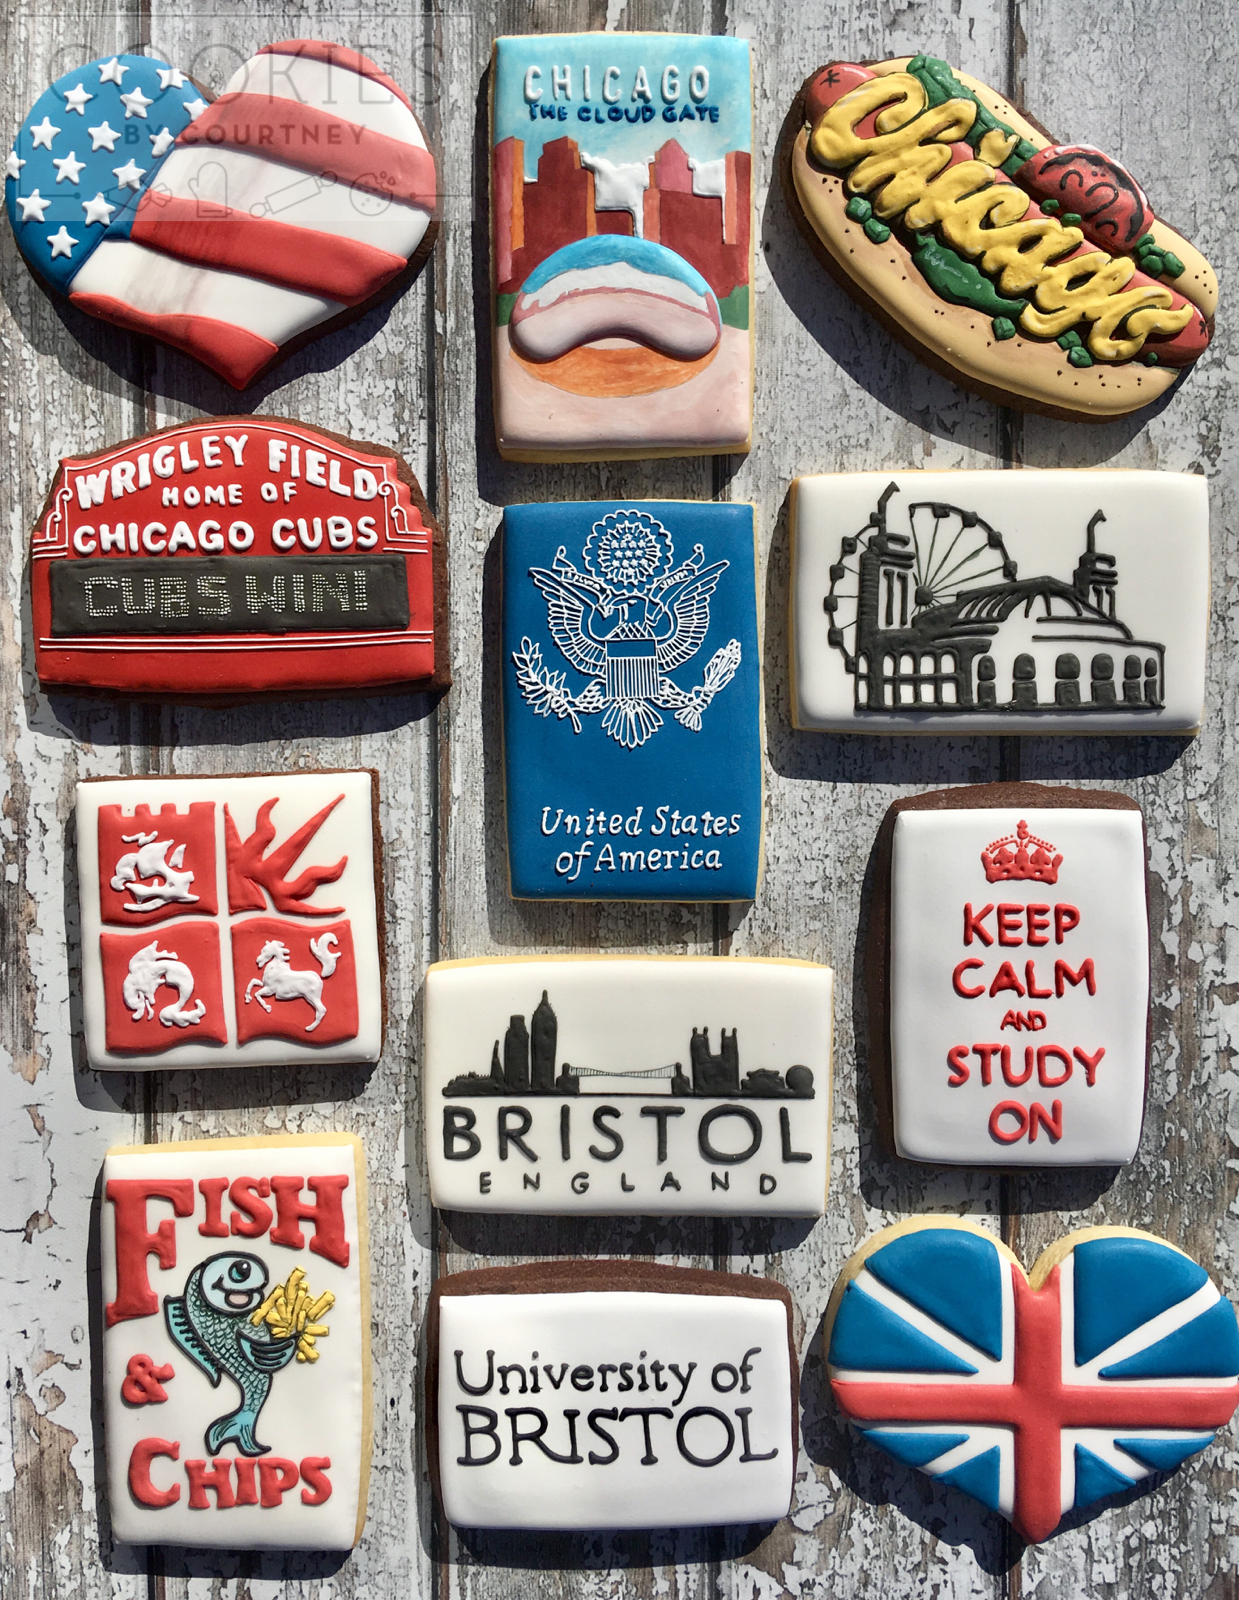 COOKIES
BY COURTNEY
CHICAGO
THE CLOUD GATE
Chicago
WRIGLEY FIELD
HOME OF
CHICAGO CUBS
CUBS WIN!
United States
of America
KEEP
CALM
AND
STUDY
ON
BRISTOL
ENGLAND
FISH
&
CHIPS
University of
BRISTOL